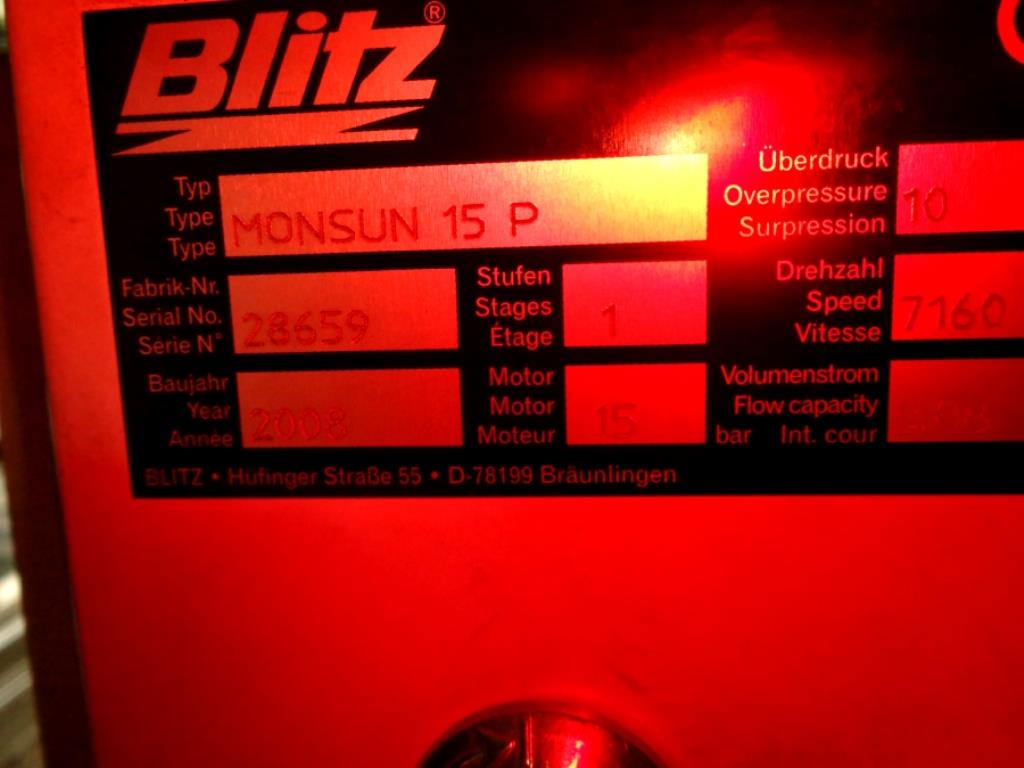 Blitz®
Typ
Type
Type
MONSUN 15 P
Überdruck
Overpressure
Surpression
10
Fabrik-Nr.
Serial No.
Série N°
28659
Stufen
Stages
Étage
1
Drehzahl
Speed
Vitesse
7160
Baujahr
Year
Année
2008
Motor
Motor
Moteur
15
Volumenstrom
Flow capacity
bar Int. cour
BLITZ • Hüfinger Straße 55 • D-78199 Bräunlingen